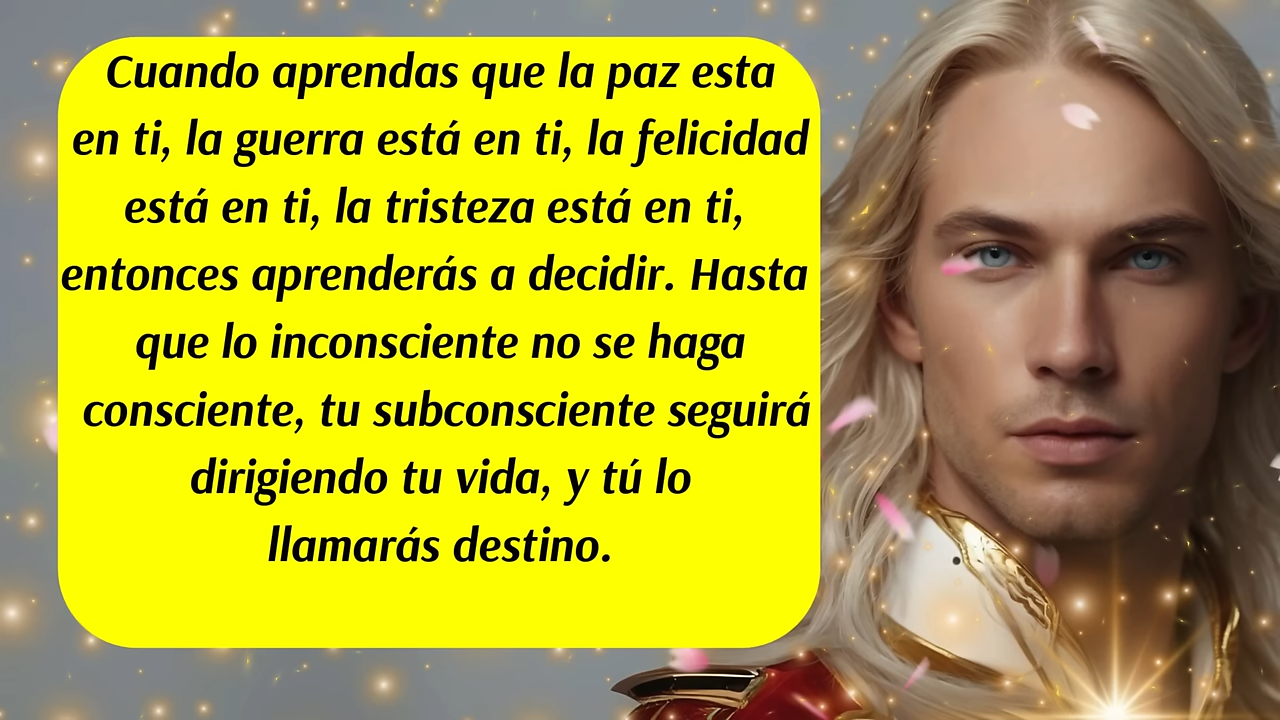 Cuando aprendas que la paz esta
en ti, la guerra está en ti, la felicidad
está en ti, la tristeza está en ti,
entonces aprenderás a decidir. Hasta
que lo inconsciente no se haga
consciente, tu subconsciente seguirá
dirigiendo tu vida, y tú lo
llamarás destino.